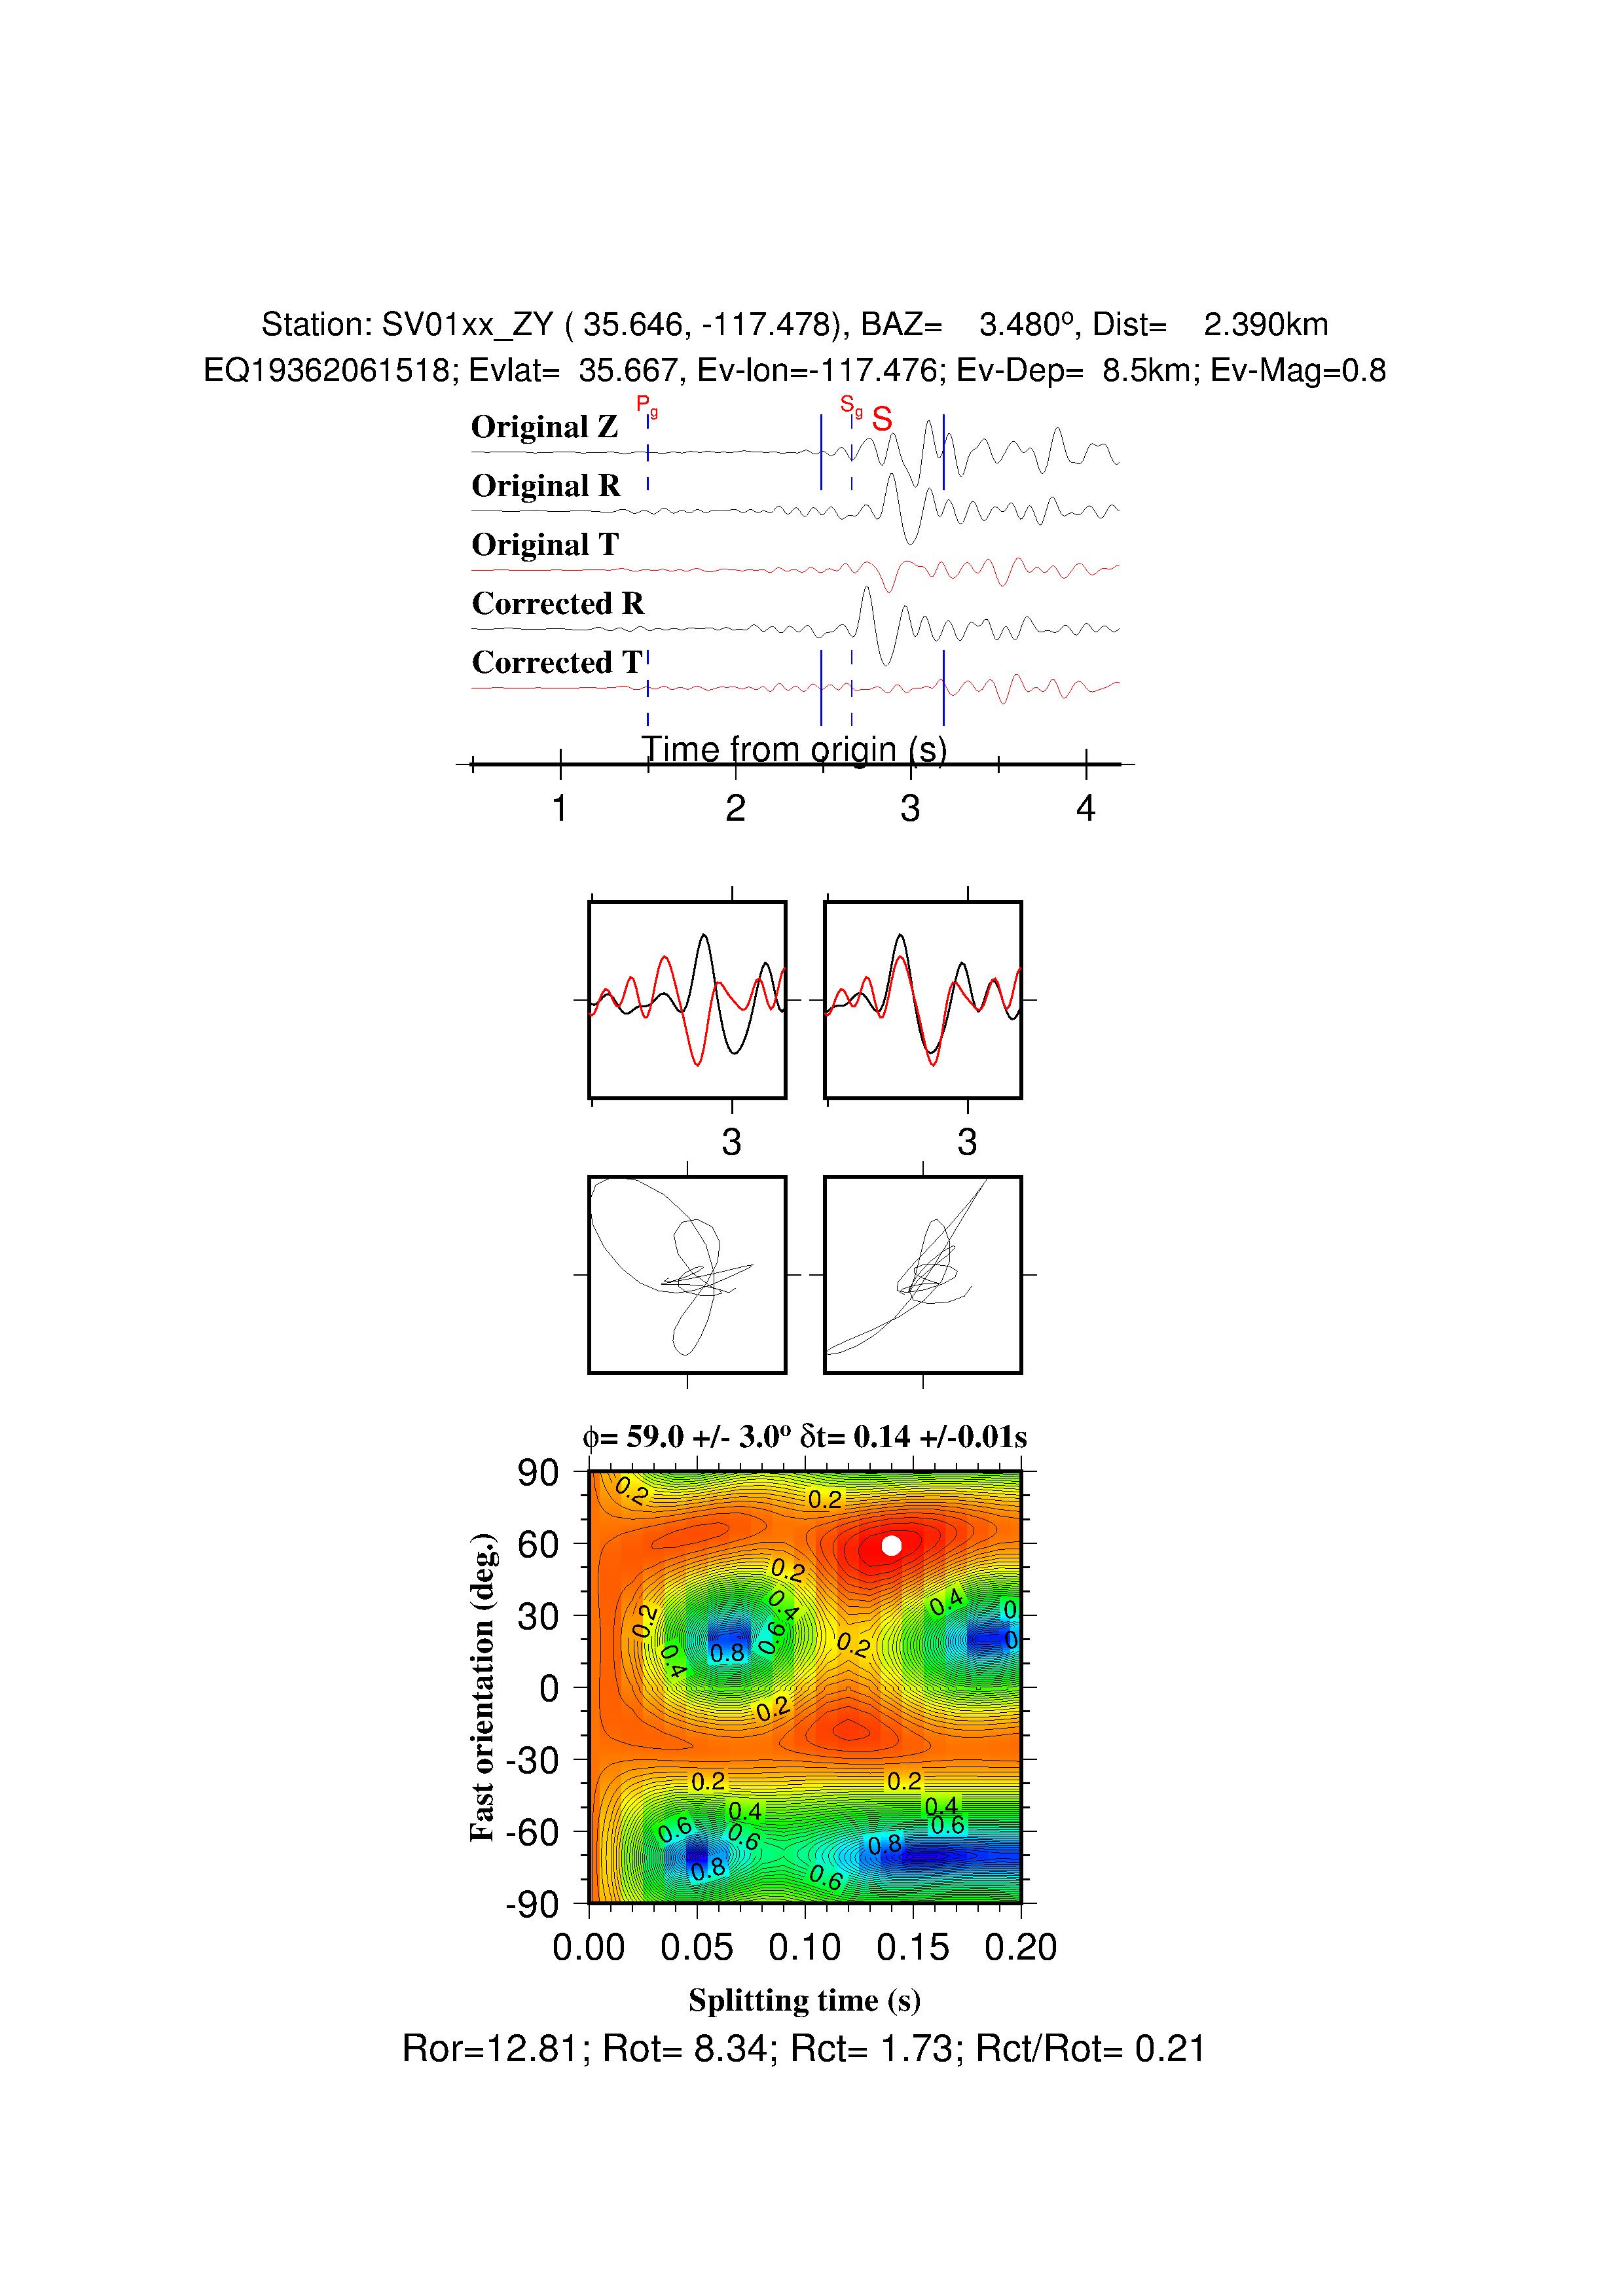 Station: SV01xx_ZY ( 35.646, -117.478), BAZ= 3.480º, Dist= 2.390km
EQ19362061518; Evlat= 35.667, Ev-lon=-117.476; Ev-Dep= 8.5km; Ev-Mag=0.8
Pg Sg S
Original Z
Original R
Original T
Corrected R
Corrected T
Time from origin (s)
1 2 3 4
3 3
ϕ= 59.0 +/- 3.0º δt= 0.14 +/-0.01s
Fast orientation (deg.)
90
0.2 0.2
60
0.2
30
0.4 0.4 0.
0.2 0.6 0.2 0
0.8
0.4
0
0.2
-30
0.2 0.2
0.4 0.4
-60
0.6 0.6 0.6
0.8
0.8 0.6
-90
0.00 0.05 0.10 0.15 0.20
Splitting time (s)
Ror=12.81; Rot= 8.34; Rct= 1.73; Rct/Rot= 0.21